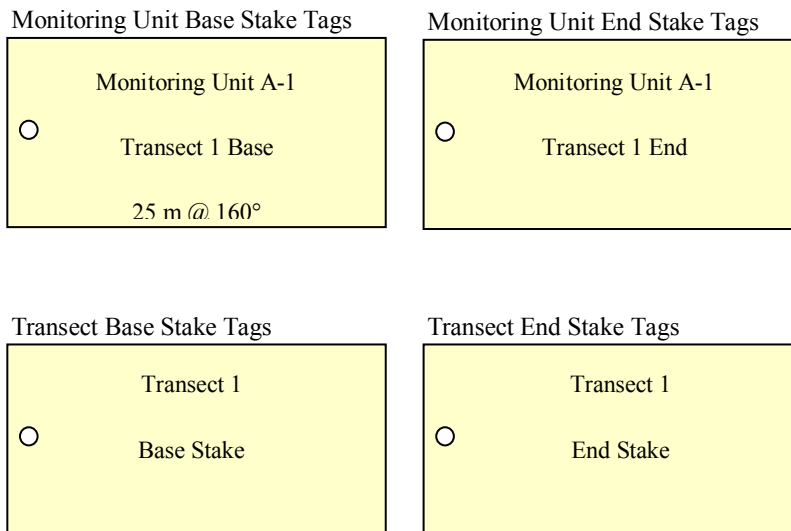 Monitoring Unit Base Stake Tags
Monitoring Unit A-1
Transect 1 Base
25 m @ 160°
Monitoring Unit End Stake Tags
Monitoring Unit A-1
Transect 1 End
Transect Base Stake Tags
Transect 1
Base Stake
Transect End Stake Tags
Transect 1
End Stake